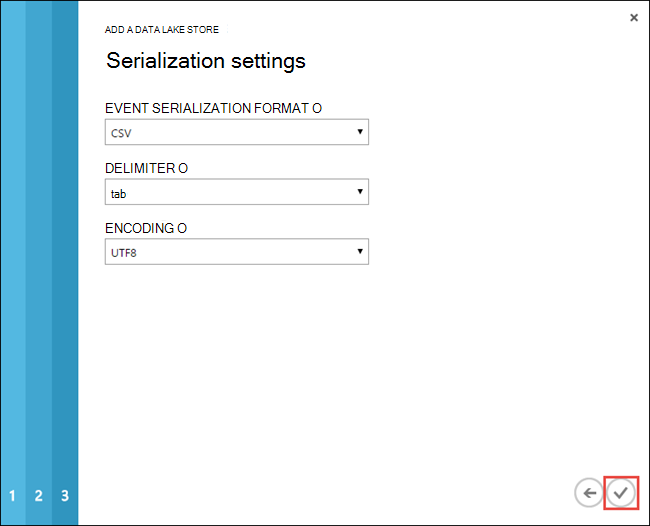 ADD A DATA LAKE STORE
Serialization settings
EVENT SERIALIZATION FORMAT O
CSV
DELIMITER O
tab
ENCODING O
UTF8
1 2 3